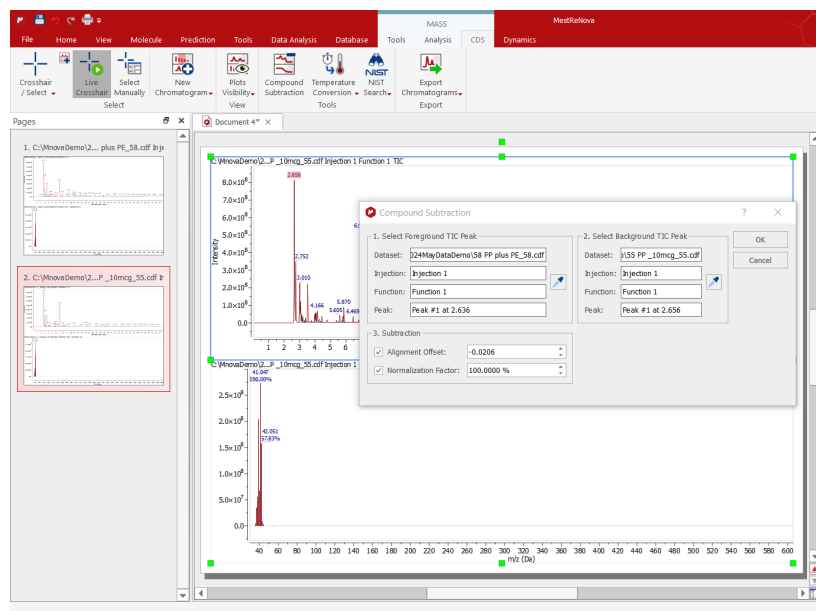 MASS
MestReNova
File Home View Molecule Prediction Tools Data Analysis Database Tools Analysis CDS Dynamics
Crosshair / Select
Live Crosshair
Select Manually
New Chromatogram
Plots Visibility
Compound Subtraction
Temperature Conversion
NIST
NIST Search
Export Chromatograms
Select
View
Tools
Export
Pages
Document 4*
1. C:\MnovaDemo\2... plus PE_58.cdf Inje
2. C:\MnovaDemo\2...P _10mcg_55.cdf Ir
C:\MnovaDemo\2...P _10mcg_55.cdf Injection 1 Function 1 TIC
Intensity
8.0×10⁸
7.0×10⁸
6.0×10⁸
5.0×10⁸
4.0×10⁸
3.0×10⁸
2.0×10⁸
1.0×10⁸
0.0
2.656
2.752
3.010
4.166
5.605
5.870
6.469
1 2 3 4 5 6
Compound Subtraction
1. Select Foreground TIC Peak
Dataset: 024MayDataDemo\58 PP plus PE_58.cdf
Injection: Injection 1
Function: Function 1
Peak: Peak #1 at 2.636
2. Select Background TIC Peak
Dataset: \55 PP _10mcg_55.cdf
Injection: Injection 1
Function: Function 1
Peak: Peak #1 at 2.656
OK
Cancel
3. Subtraction
Alignment Offset: -0.0206
Normalization Factor: 100.0000 %
C:\MnovaDemo\2...P _10mcg_55.cdf Injection 1
41.047
100.00%
42.051
57.83%
2.5×10⁸
2.0×10⁸
1.5×10⁸
1.0×10⁸
5.0×10⁷
0.0
40 60 80 100 120 140 160 180 200 220 240 260 280 300 320 340 360 380 400 420 440 460 480 500 520 540 560 580 600
m/z (Da)